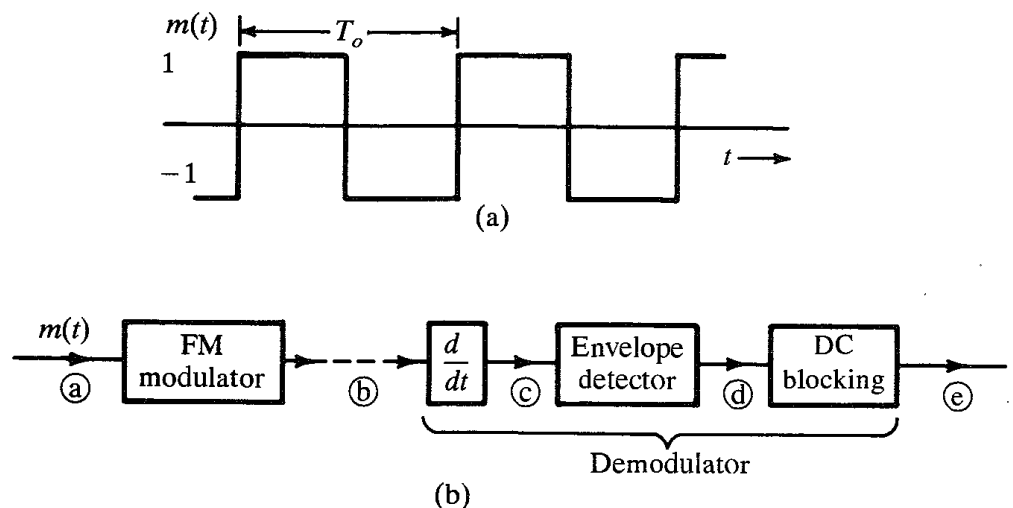 m(t)
T_o
1
t
-1
(a)
m(t)
FM modulator
d/dt
Envelope detector
DC blocking
ⓐ
ⓑ
ⓒ
ⓓ
ⓔ
Demodulator
(b)